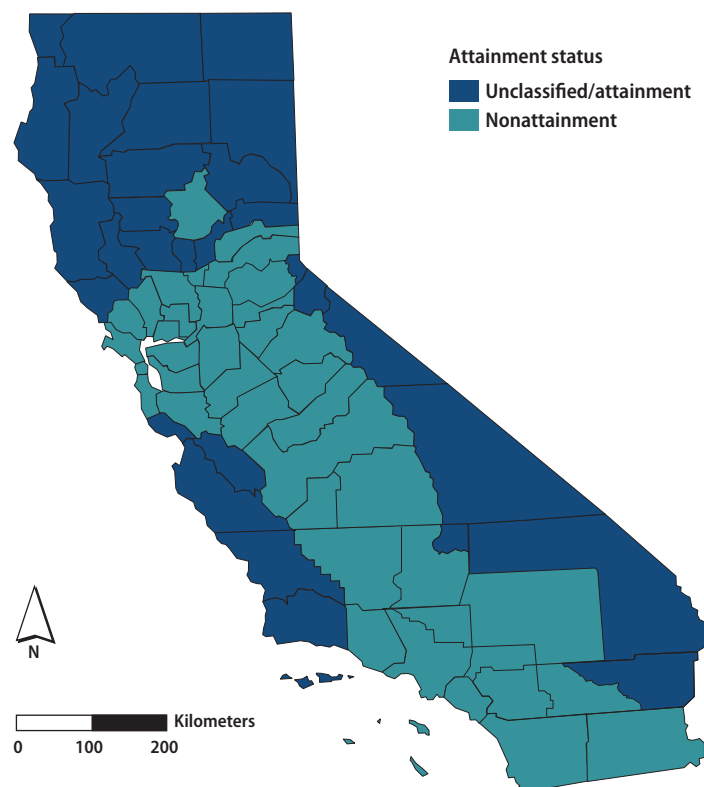 Attainment status
Unclassified/attainment
Nonattainment
N
Kilometers
0 100 200